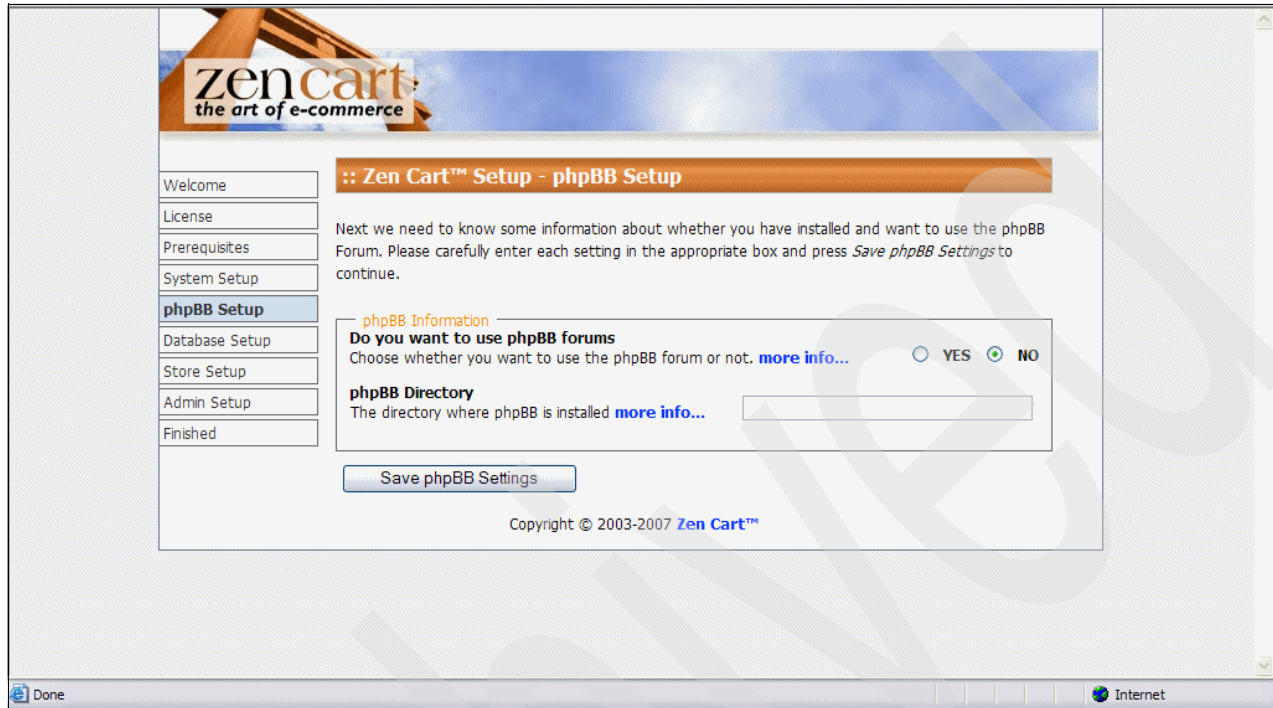 zencart
the art of e-commerce
Welcome
License
Prerequisites
System Setup
phpBB Setup
Database Setup
Store Setup
Admin Setup
Finished
:: Zen Cart™ Setup - phpBB Setup
Next we need to know some information about whether you have installed and want to use the phpBB
Forum. Please carefully enter each setting in the appropriate box and press Save phpBB Settings to
continue.
phpBB Information
Do you want to use phpBB forums
Choose whether you want to use the phpBB forum or not. more info... YES NO
phpBB Directory
The directory where phpBB is installed more info...
Save phpBB Settings
Copyright © 2003-2007 Zen Cart™
Done Internet